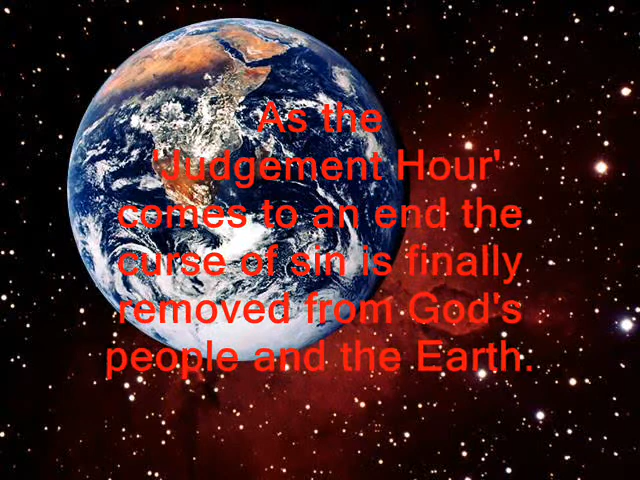 As the
'Judgement Hour'
comes to an end the
curse of sin is finally
removed from God's
people and the Earth.